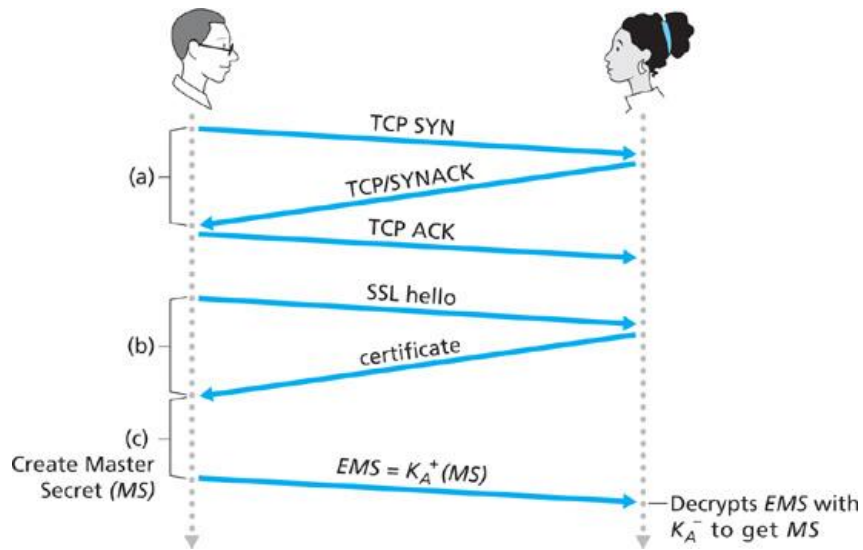 TCP SYN
(a)
TCP/SYNACK
TCP ACK
SSL hello
(b)
certificate
(c)
Create Master
Secret (MS)
EMS = K_A^+ (MS)
Decrypts EMS with
K_A^- to get MS